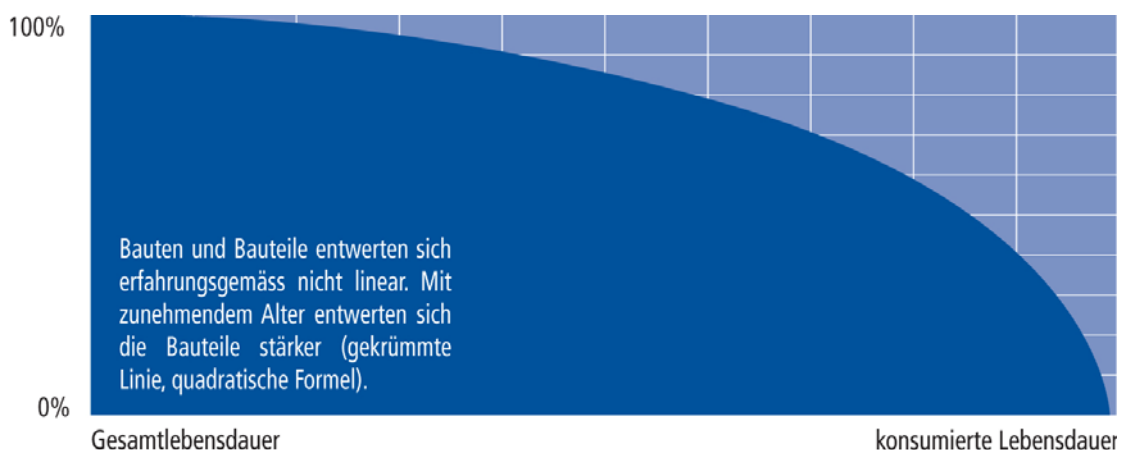 100%
Bauten und Bauteile entwerten sich
erfahrungsgemäss nicht linear. Mit
zunehmendem Alter entwerten sich
die Bauteile stärker (gekrümmte
Linie, quadratische Formel).
0%
Gesamtlebensdauer
konsumierte Lebensdauer